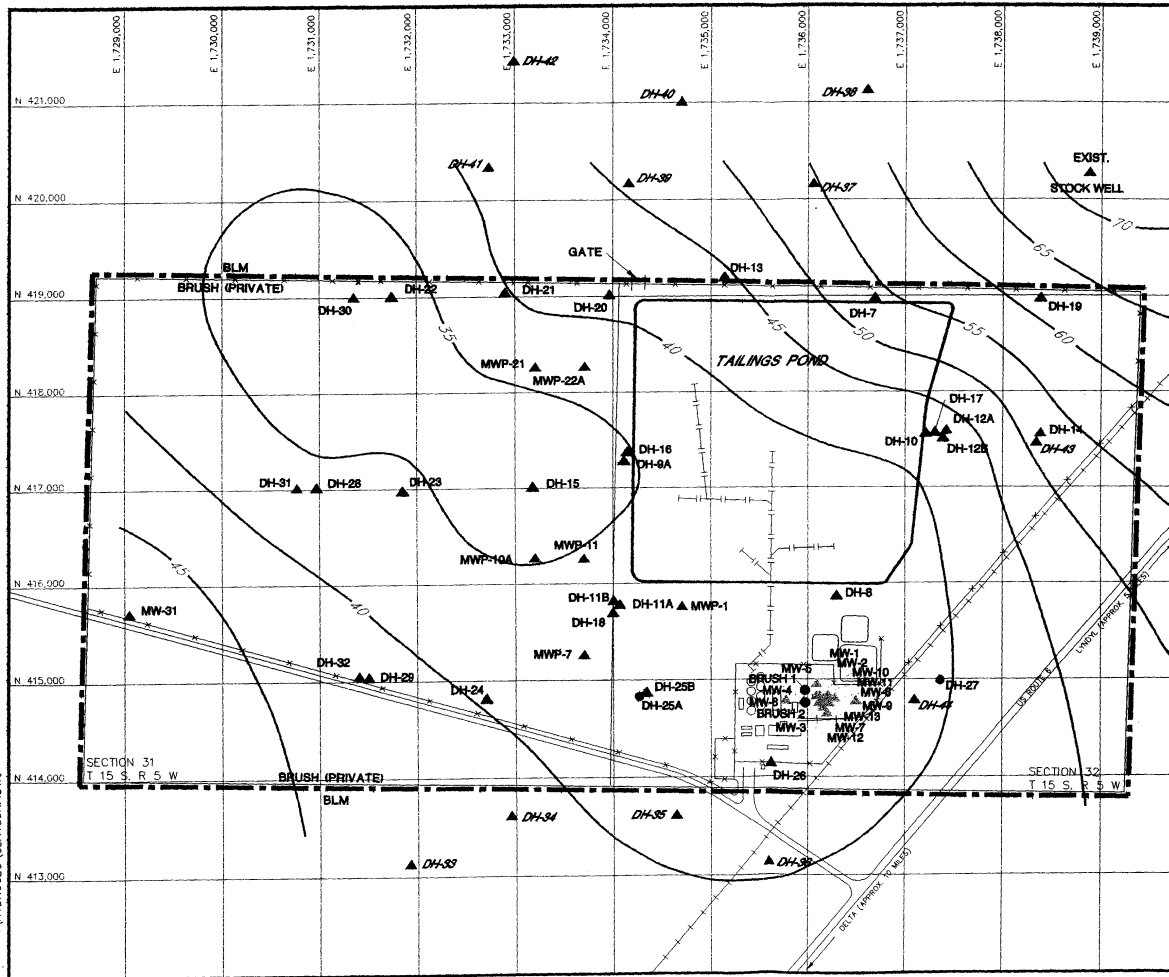 E 1,729,000
E 1,730,000
E 1,731,000
E 1,732,000
E 1,733,000
E 1,734,000
E 1,735,000
E 1,736,000
E 1,737,000
E 1,738,000
E 1,739,000
DH-42
N 421,000
DH-40
DH-38
DH-41
DH-39
DH-37
EXIST.
STOCK WELL
N 420,000
70
65
GATE
BLM
BRUSH (PRIVATE)
DH-13
N 419,000
DH-30
DH-22
DH-21
DH-20
DH-7
DH-19
35
45
50
55
60
40
TAILINGS POND
MWP-21
MWP-22A
N 418,000
DH-17
DH-12A
DH-10
DH-12B
DH-14
DH-43
DH-16
DH-9A
N 417,000
DH-31
DH-28
DH-23
DH-15
MWP-10A
MWP-11
N 416,000
45
40
MW-31
DH-11B
DH-11A
DH-18
MWP-1
DH-8
LYNDYL (APPROX. 5 MILES)
MWP-7
N 415,000
DH-32
DH-29
DH-24
DH-25B
DH-25A
MW-1
MW-2
MW-5
MW-10
BRUSH 1
MW-11
MW-4
MW-6
MW-8
MW-9
BRUSH 2
MW-13
MW-3
MW-7
MW-12
DH-27
DH-44
US ROUTE 6
DH-26
SECTION 31
T 15 S, R 5 W
SECTION 32
T 15 S, R 5 W
N 414,000
BRUSH (PRIVATE)
BLM
DH-34
DH-35
DH-33
DH-36
N 413,000
DELTA (APPROX. 10 MILES)